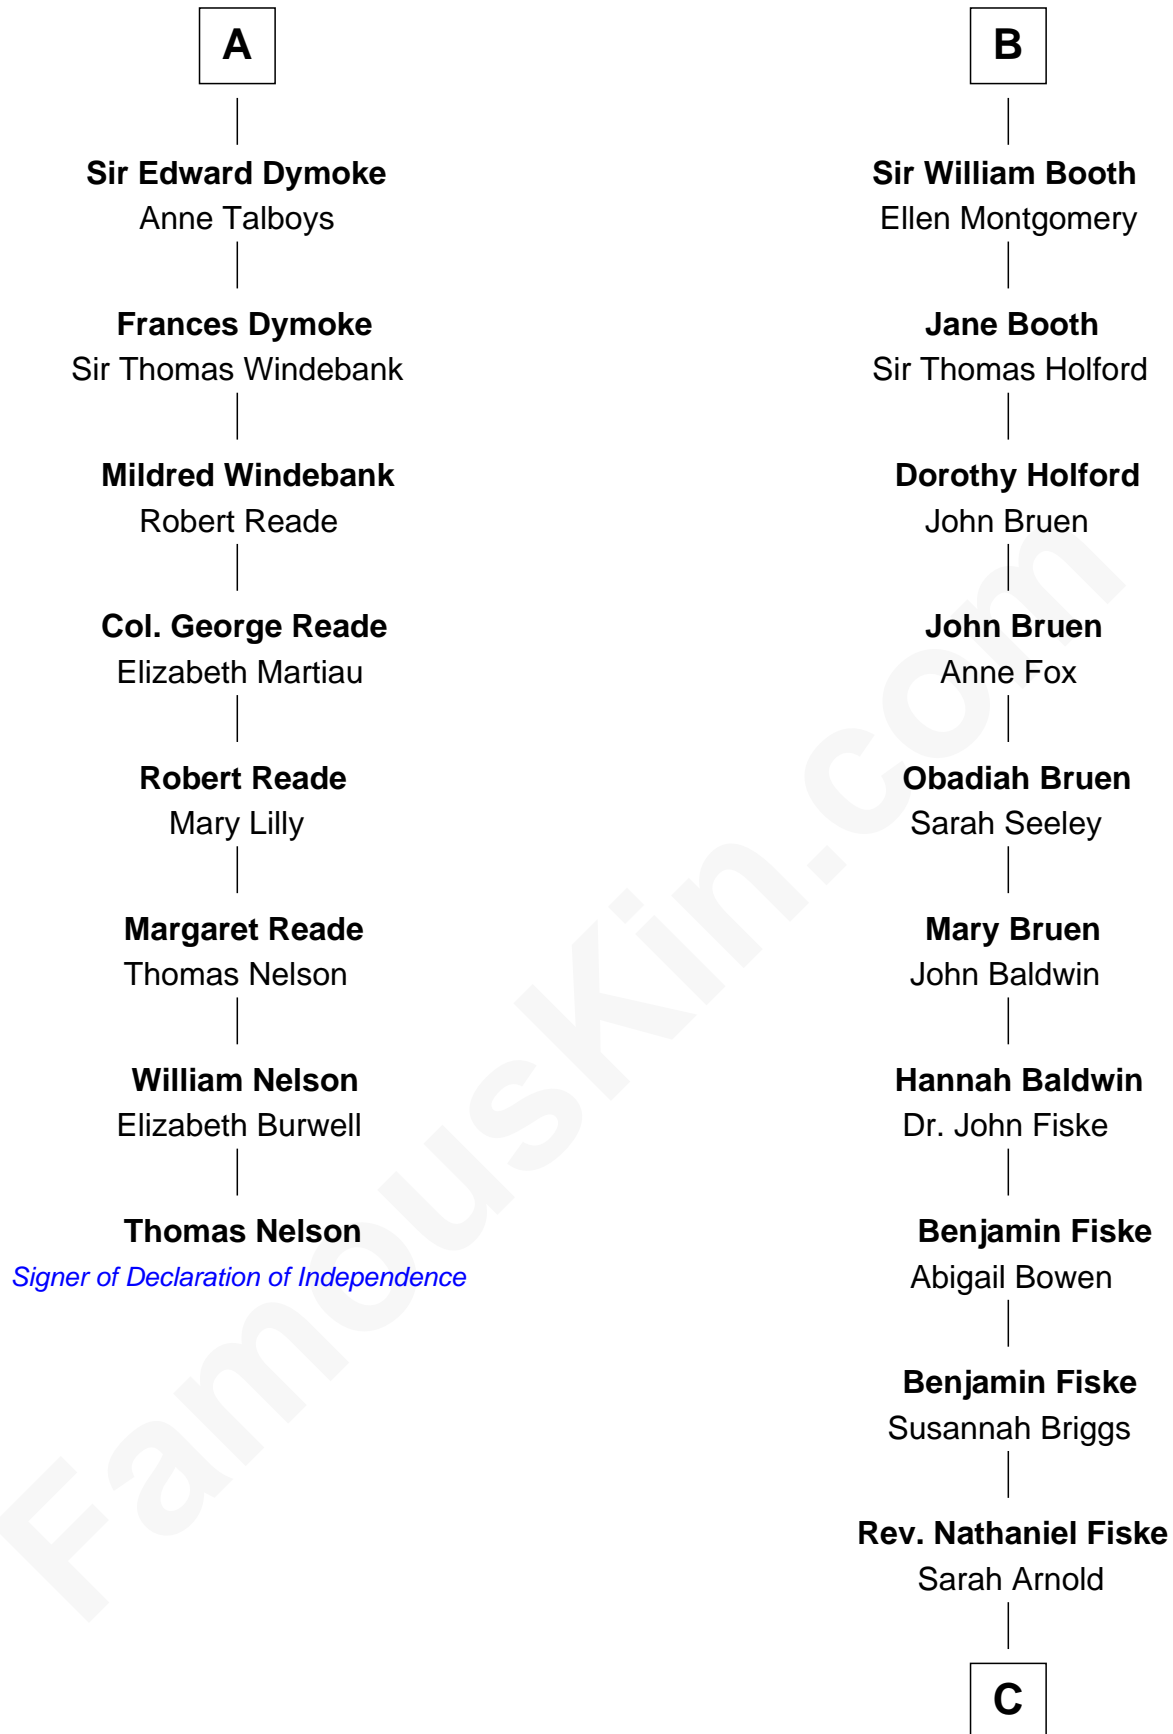 A
Sir Edward Dymoke
Anne Talboys
Frances Dymoke
Sir Thomas Windebank
Mildred Windebank
Robert Reade
Col. George Reade
Elizabeth Martiau
Robert Reade
Mary Lilly
Margaret Reade
Thomas Nelson
William Nelson
Elizabeth Burwell
Thomas Nelson
Signer of Declaration of Independence
B
Sir William Booth
Ellen Montgomery
Jane Booth
Sir Thomas Holford
Dorothy Holford
John Bruen
John Bruen
Anne Fox
Obadiah Bruen
Sarah Seeley
Mary Bruen
John Baldwin
Hannah Baldwin
Dr. John Fiske
Benjamin Fiske
Abigail Bowen
Benjamin Fiske
Susannah Briggs
Rev. Nathaniel Fiske
Sarah Arnold
C
FamousKin.com